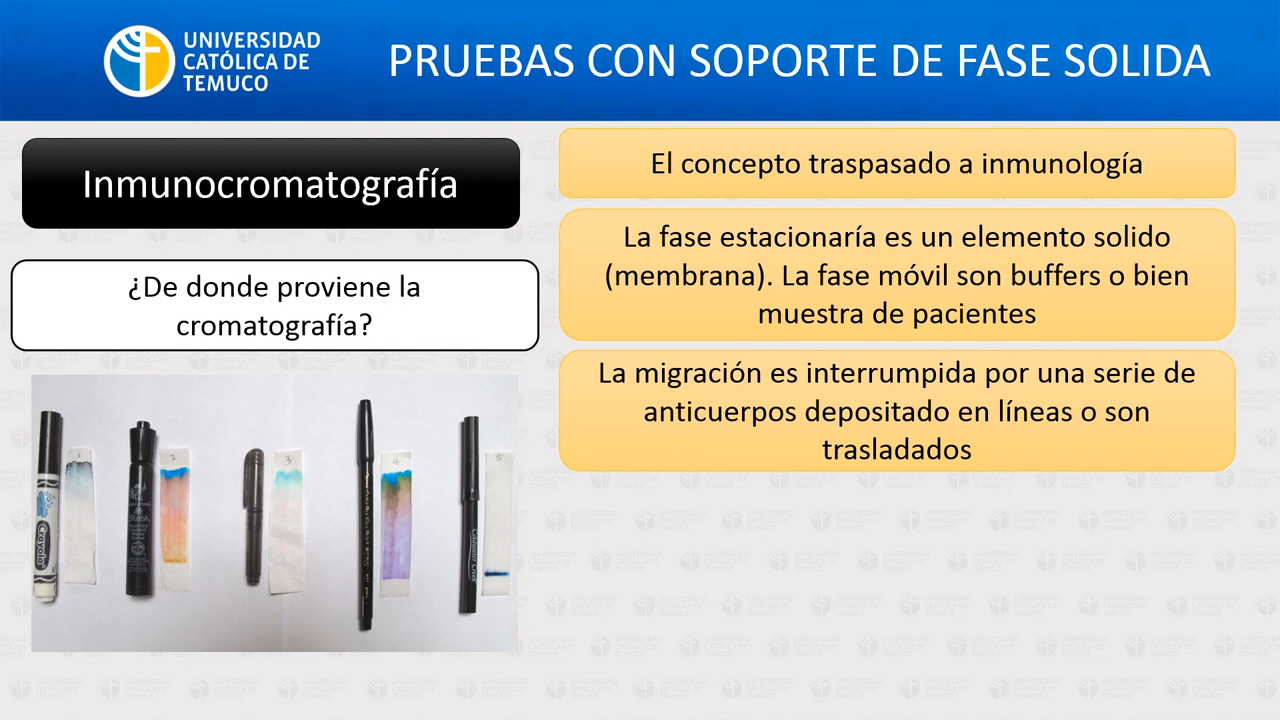 UNIVERSIDAD
CATÓLICA DE
TEMUCO
PRUEBAS CON SOPORTE DE FASE SOLIDA
Inmunocromatografía
¿De donde proviene la
cromatografía?
El concepto traspasado a inmunología
La fase estacionaría es un elemento solido
(membrana). La fase móvil son buffers o bien
muestra de pacientes
La migración es interrumpida por una serie de
anticuerpos depositado en líneas o son
trasladados
1
2
3
4
5
Crayola